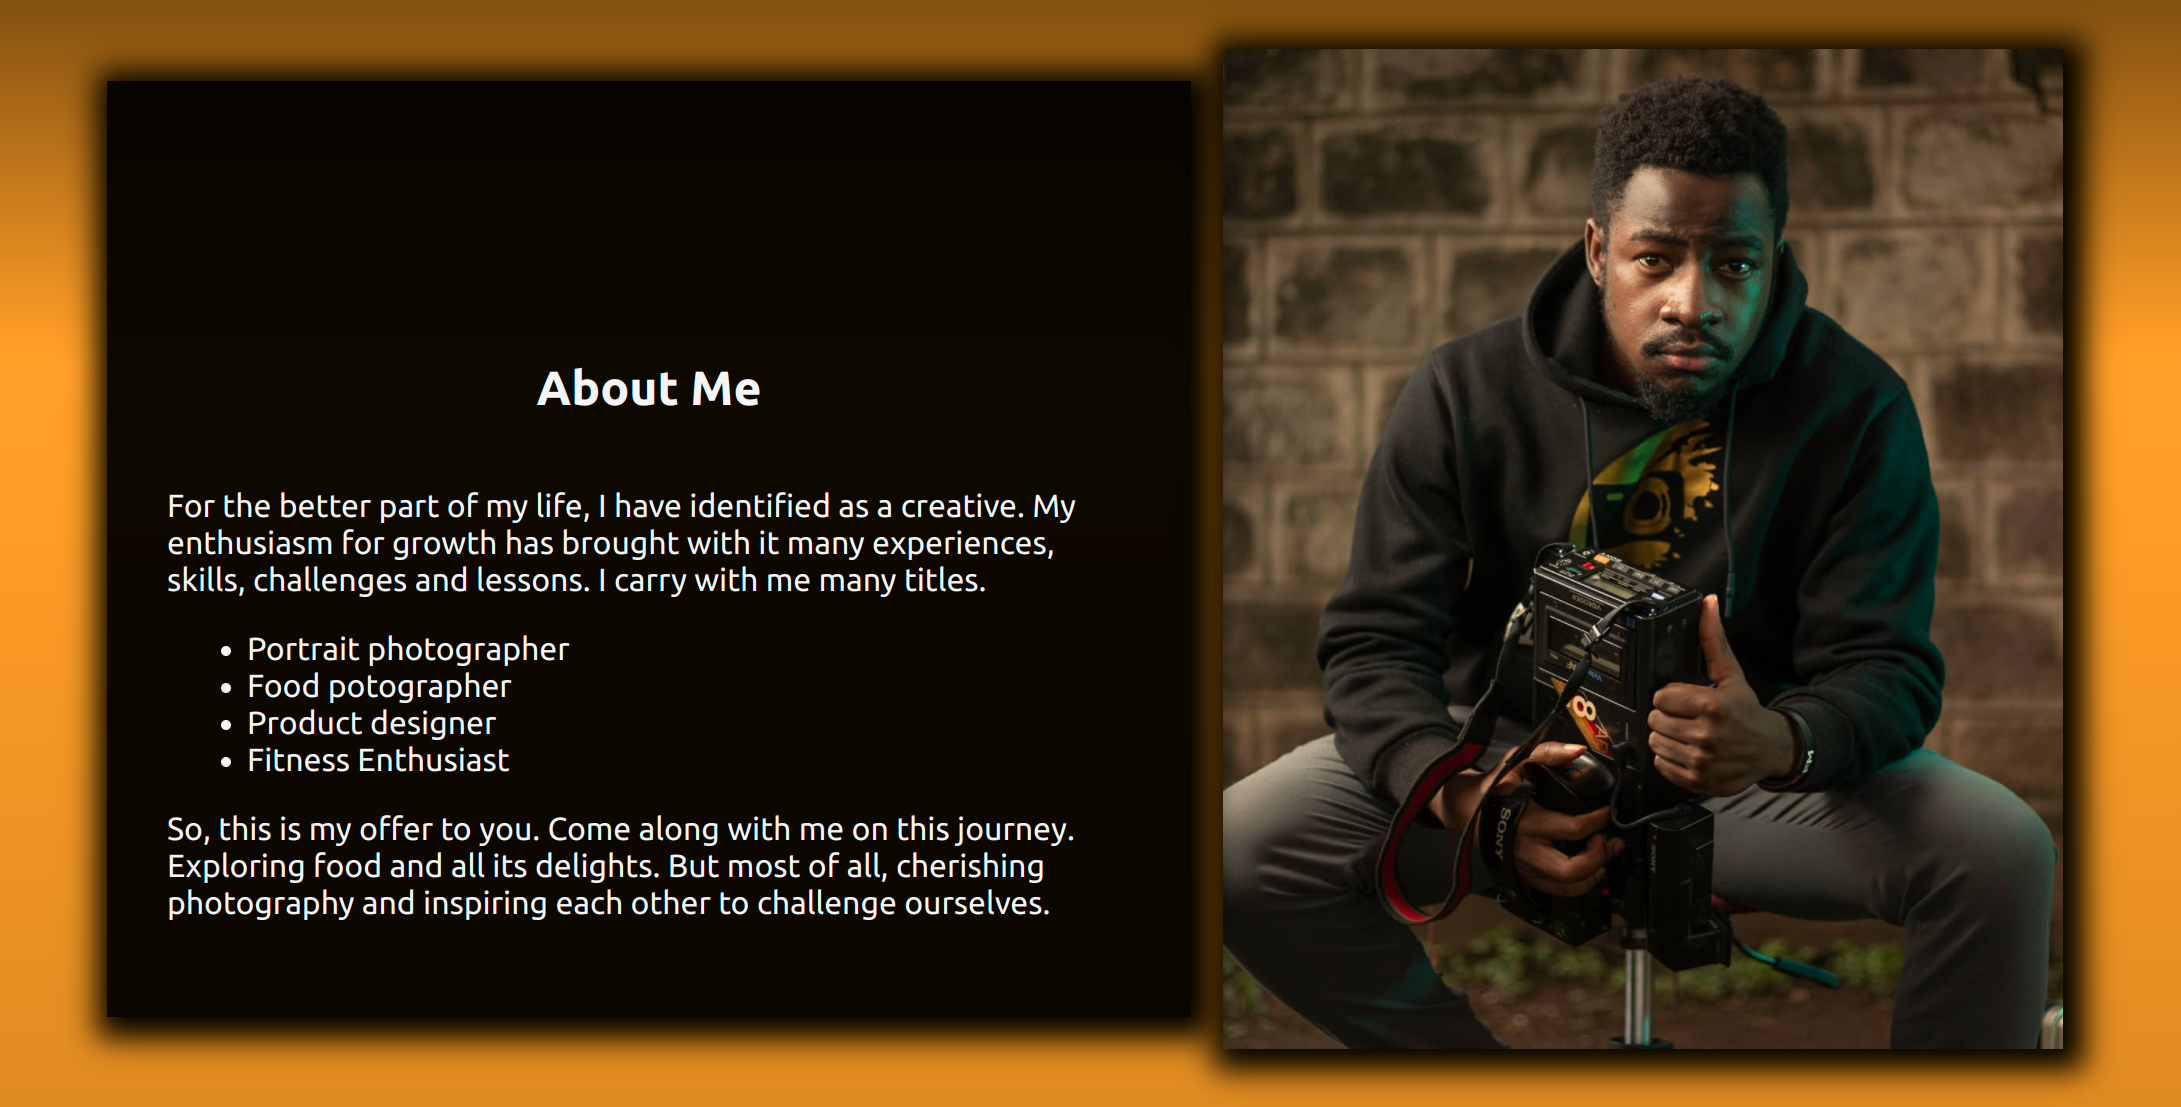 About Me
For the better part of my life, I have identified as a creative. My
enthusiasm for growth has brought with it many experiences,
skills, challenges and lessons. I carry with me many titles.
• Portrait photographer
• Food potographer
• Product designer
• Fitness Enthusiast
So, this is my offer to you. Come along with me on this journey.
Exploring food and all its delights. But most of all, cherishing
photography and inspiring each other to challenge ourselves.
SONY